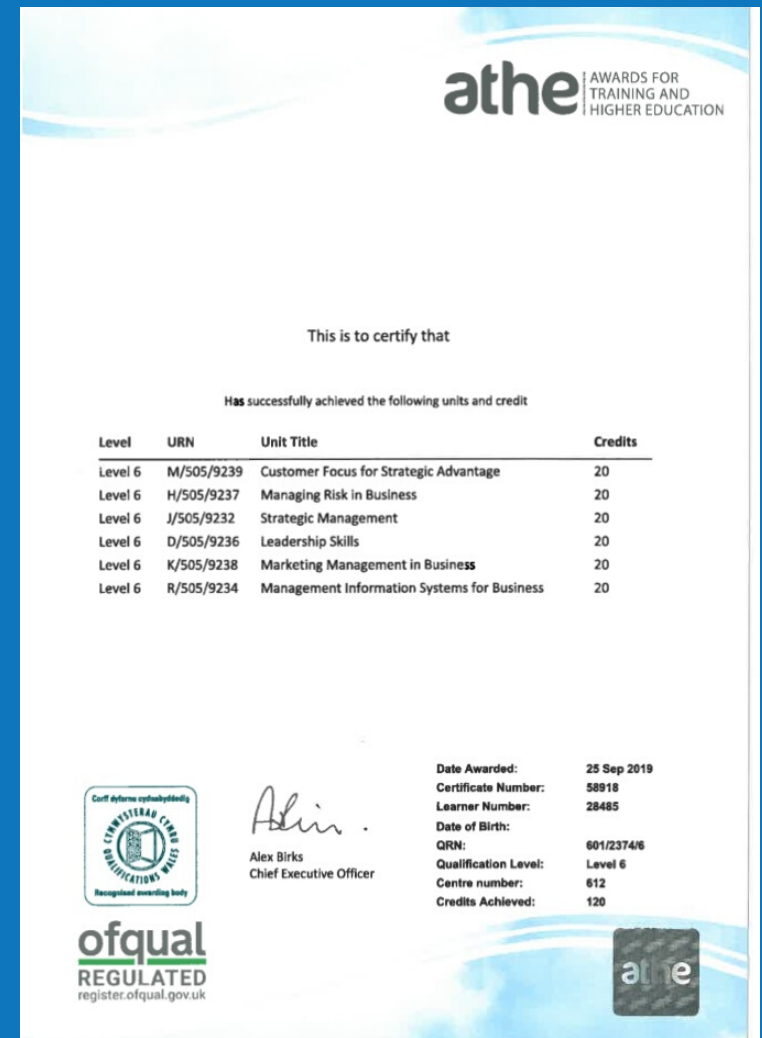 athe AWARDS FOR
TRAINING AND
HIGHER EDUCATION
This is to certify that
Has successfully achieved the following units and credit
Level URN Unit Title Credits
Level 6 M/505/9239 Customer Focus for Strategic Advantage 20
Level 6 H/505/9237 Managing Risk in Business 20
Level 6 J/505/9232 Strategic Management 20
Level 6 D/505/9236 Leadership Skills 20
Level 6 K/505/9238 Marketing Management in Business 20
Level 6 R/505/9234 Management Information Systems for Business 20
Date Awarded: 25 Sep 2019
Certificate Number: 58918
Learner Number: 28485
Date of Birth:
QRN: 601/2374/6
Qualification Level: Level 6
Centre number: 612
Credits Achieved: 120
Alex Birks
Chief Executive Officer
Corff dyfarnu cydnabyddedig
CYMWYSTERAU CYMRU
QUALIFICATIONS WALES
Recognised awarding body
ofqual
REGULATED
register.ofqual.gov.uk
athe